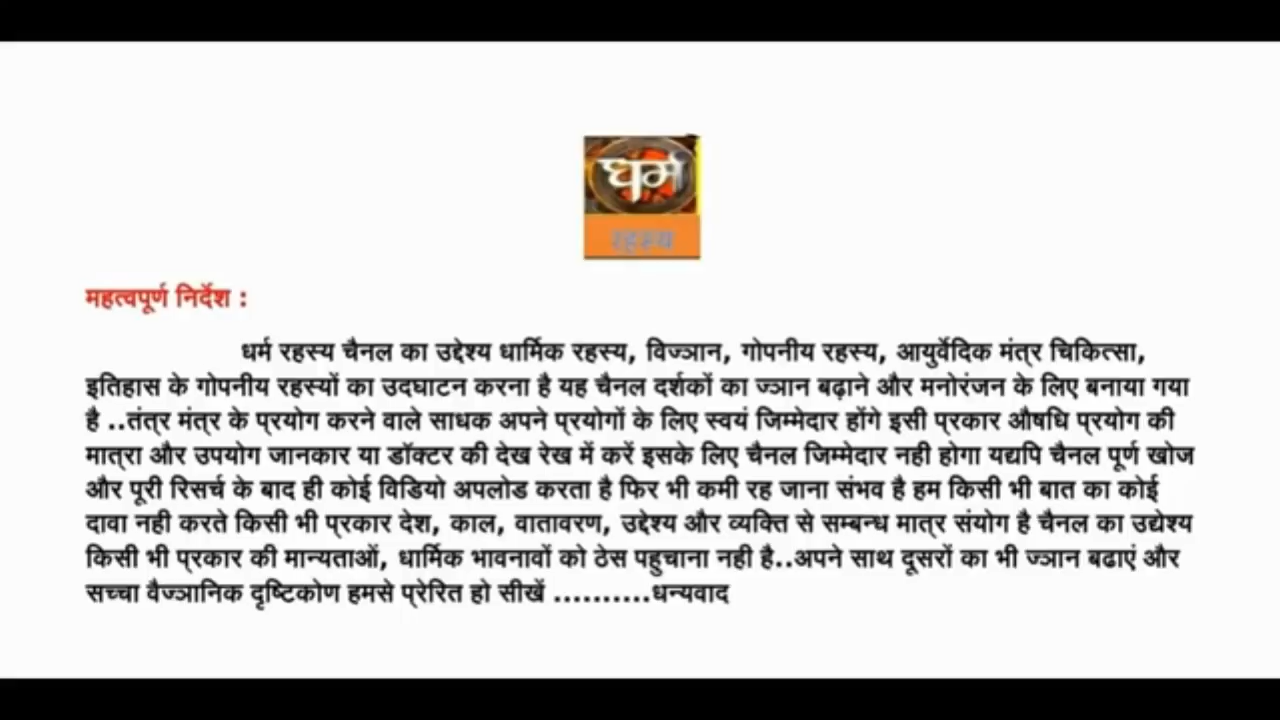 धर्म
रहस्य
महत्वपूर्ण निर्देश :
धर्म रहस्य चैनल का उद्देश्य धार्मिक रहस्य, विज्ञान, गोपनीय रहस्य, आयुर्वेदिक मंत्र चिकित्सा,
इतिहास के गोपनीय रहस्यों का उदघाटन करना है यह चैनल दर्शकों का ज्ञान बढ़ाने और मनोरंजन के लिए बनाया गया
है ..तंत्र मंत्र के प्रयोग करने वाले साधक अपने प्रयोगों के लिए स्वयं जिम्मेदार होंगे इसी प्रकार औषधि प्रयोग की
मात्रा और उपयोग जानकार या डॉक्टर की देख रेख में करें इसके लिए चैनल जिम्मेदार नही होगा यद्यपि चैनल पूर्ण खोज
और पूरी रिसर्च के बाद ही कोई विडियो अपलोड करता है फिर भी कमी रह जाना संभव है हम किसी भी बात का कोई
दावा नही करते किसी भी प्रकार देश, काल, वातावरण, उद्देश्य और व्यक्ति से सम्बन्ध मात्र संयोग है चैनल का उद्येश्य
किसी भी प्रकार की मान्यताओं, धार्मिक भावनावों को ठेस पहुचाना नही है..अपने साथ दूसरों का भी ज्ञान बढाएं और
सच्चा वैज्ञानिक दृष्टिकोण हमसे प्रेरित हो सीखें ..........धन्यवाद